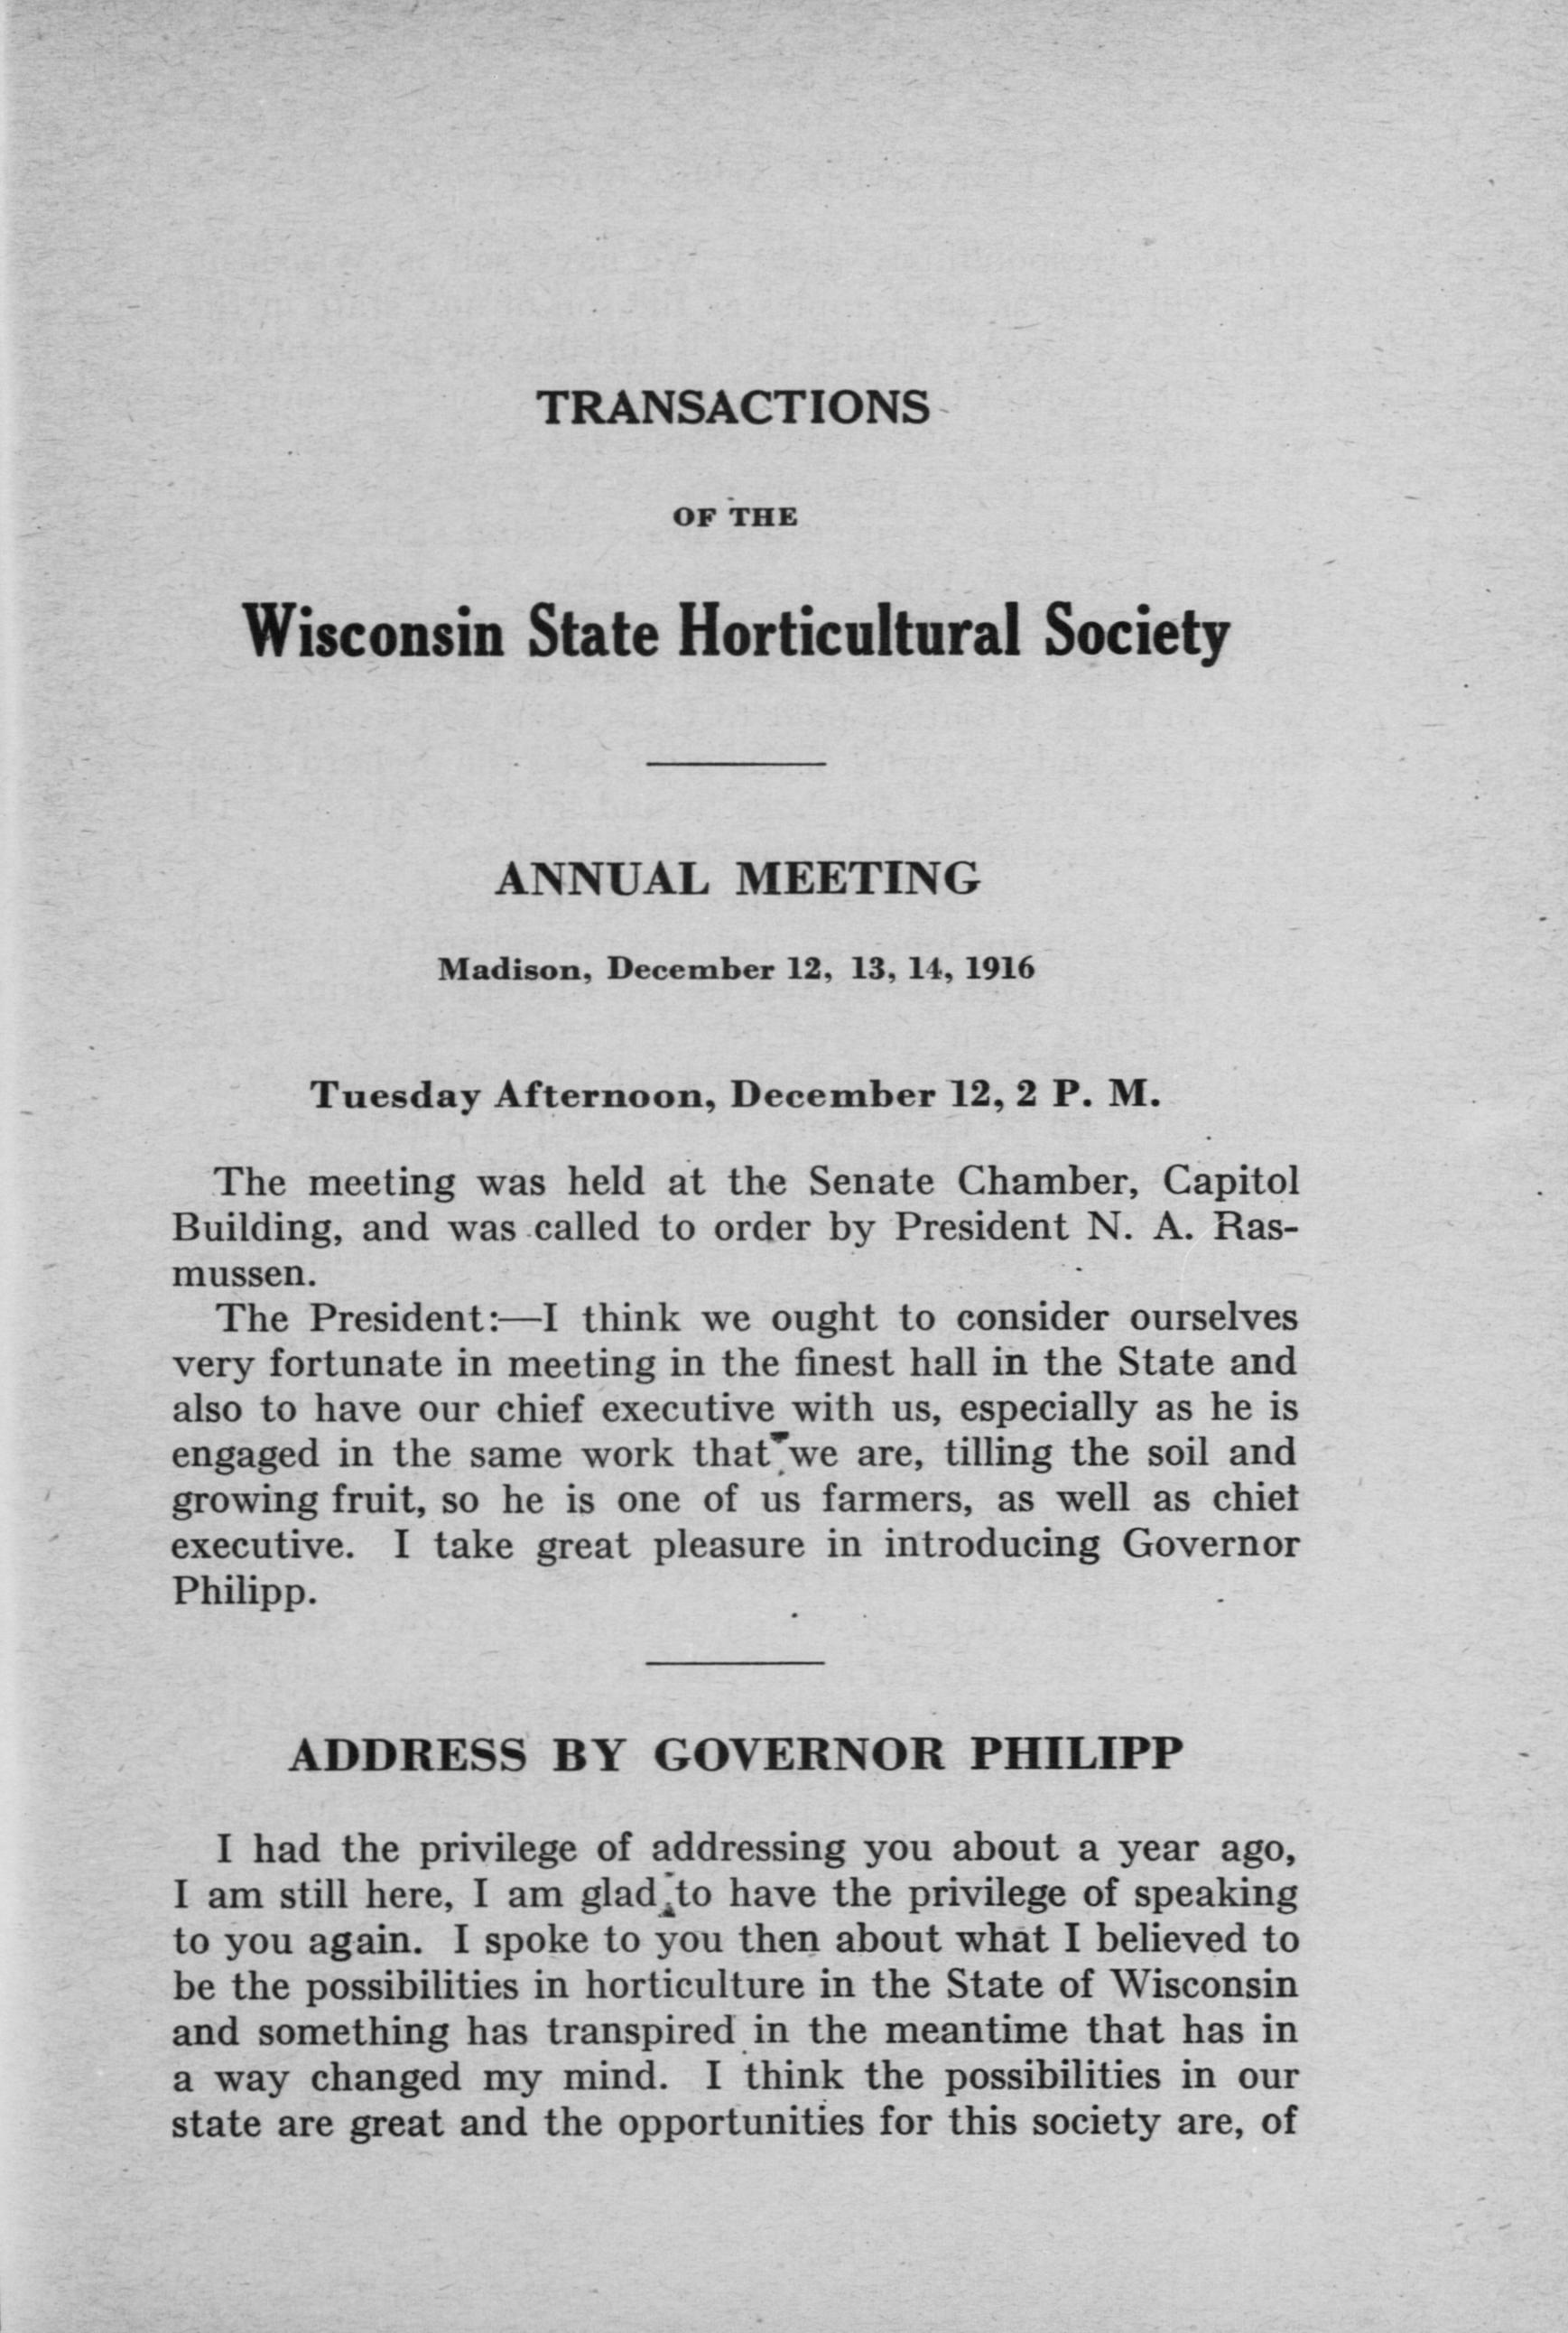 TRANSACTIONS
OF THE
Wisconsin State Horticultural Society
ANNUAL MEETING
Madison, December 12, 13, 14, 1916
Tuesday Afternoon, December 12, 2 P. M.
The meeting was held at the Senate Chamber, Capitol
Building, and was called to order by President N. A. Ras-
mussen.
The President:—I think we ought to consider ourselves
very fortunate in meeting in the finest hall in the State and
also to have our chief executive with us, especially as he is
engaged in the same work that we are, tilling the soil and
growing fruit, so he is one of us farmers, as well as chief
executive. I take great pleasure in introducing Governor
Philipp.
ADDRESS BY GOVERNOR PHILIPP
I had the privilege of addressing you about a year ago,
I am still here, I am glad to have the privilege of speaking
to you again. I spoke to you then about what I believed to
be the possibilities in horticulture in the State of Wisconsin
and something has transpired in the meantime that has in
a way changed my mind. I think the possibilities in our
state are great and the opportunities for this society are, of